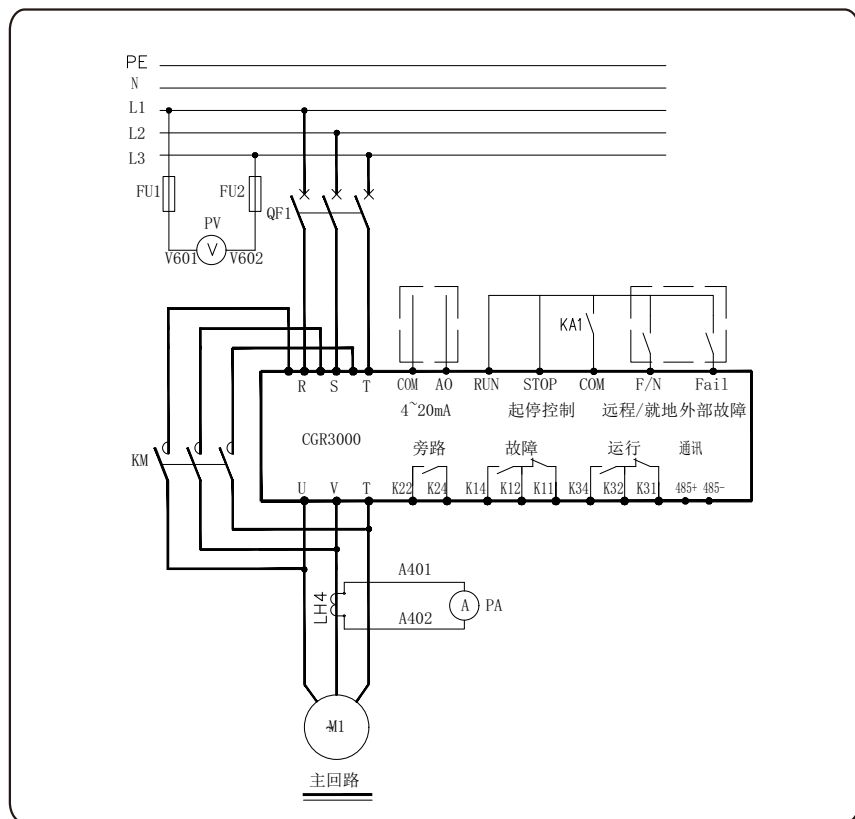 PE
N
L1
L2
L3
FU1 FU2 QF1
PV
V
V601 V602
KA1
R S T COM AO RUN STOP COM F/N Fail
4~20mA 起停控制 远程/就地外部故障
CGR3000 旁路 故障 运行 通讯
KM
U V T K22 K24 K14 K12 K11 K34 K32 K31 485+ 485-
A401
LH4 A PA
A402
~M1
主回路